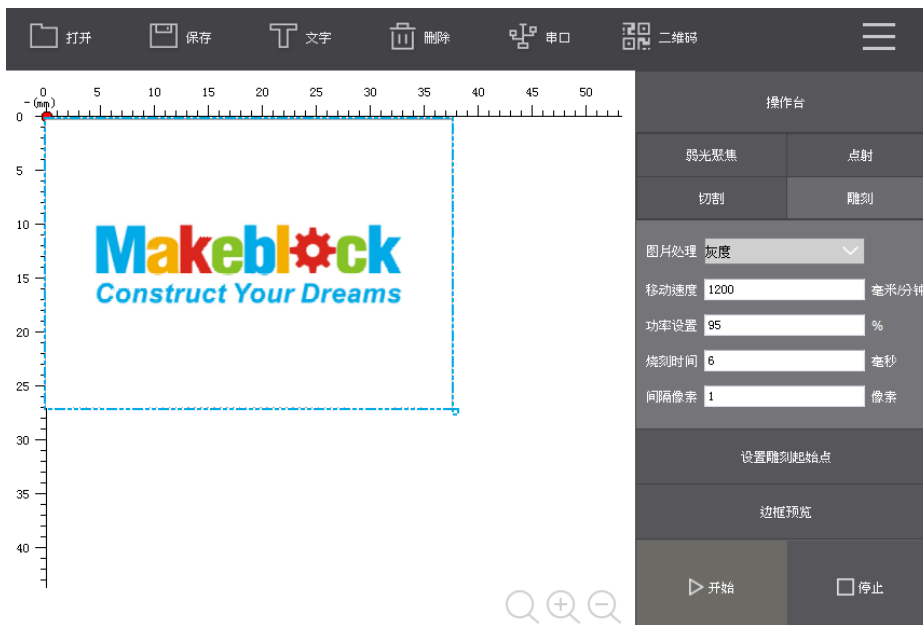 打开 保存 文字 删除 串口 二维码
0 5 10 15 20 25 30 35 40 45 50
(mm)
0
5
10
15
20
25
30
35
40
Makeblock
Construct Your Dreams
操作台
弱光聚焦 点射
切割 雕刻
图片处理 灰度
移动速度 1200 毫米/分钟
功率设置 95 %
烧刻时间 6 毫秒
间隔像素 1 像素
设置雕刻起始点
边框预览
开始 停止